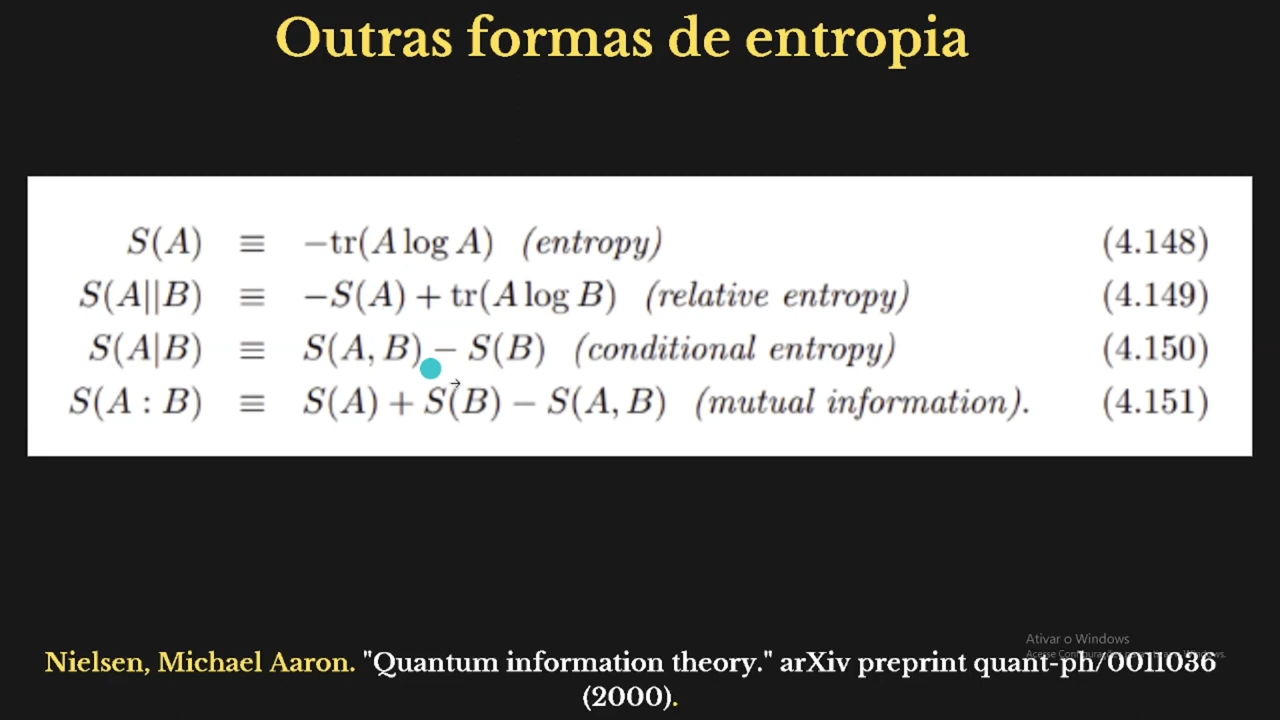 Outras formas de entropia
S(A) ≡ −tr(A log A) (entropy) (4.148)
S(A||B) ≡ −S(A) + tr(A log B) (relative entropy) (4.149)
S(A|B) ≡ S(A, B) − S(B) (conditional entropy) (4.150)
S(A : B) ≡ S(A) + S(B) − S(A, B) (mutual information). (4.151)
Ativar o Windows
Nielsen, Michael Aaron. "Quantum information theory." arXiv preprint quant-ph/0011036
(2000).